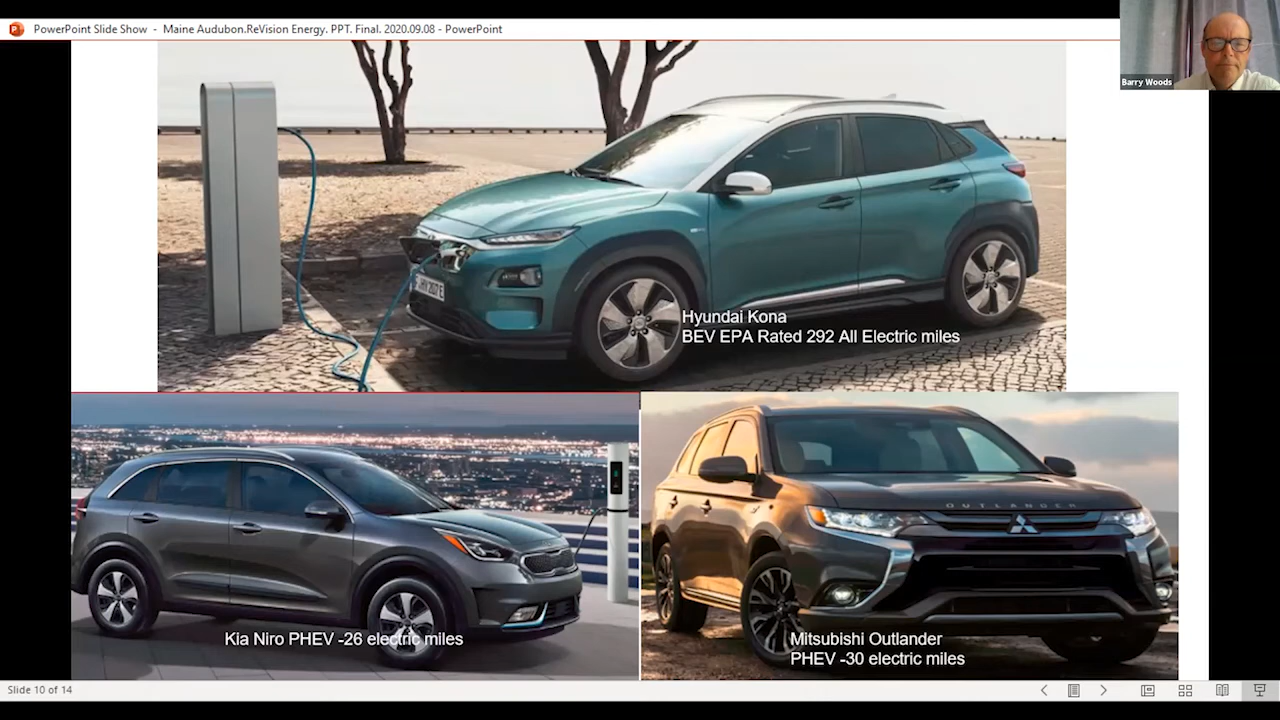 PowerPoint Slide Show - Maine Audubon.ReVision Energy. PPT. Final. 2020.09.08 - PowerPoint
Barry Woods
Hyundai Kona
BEV EPA Rated 292 All Electric miles
Kia Niro PHEV -26 electric miles
OUTLANDER
Mitsubishi Outlander
PHEV -30 electric miles
Slide 10 of 14